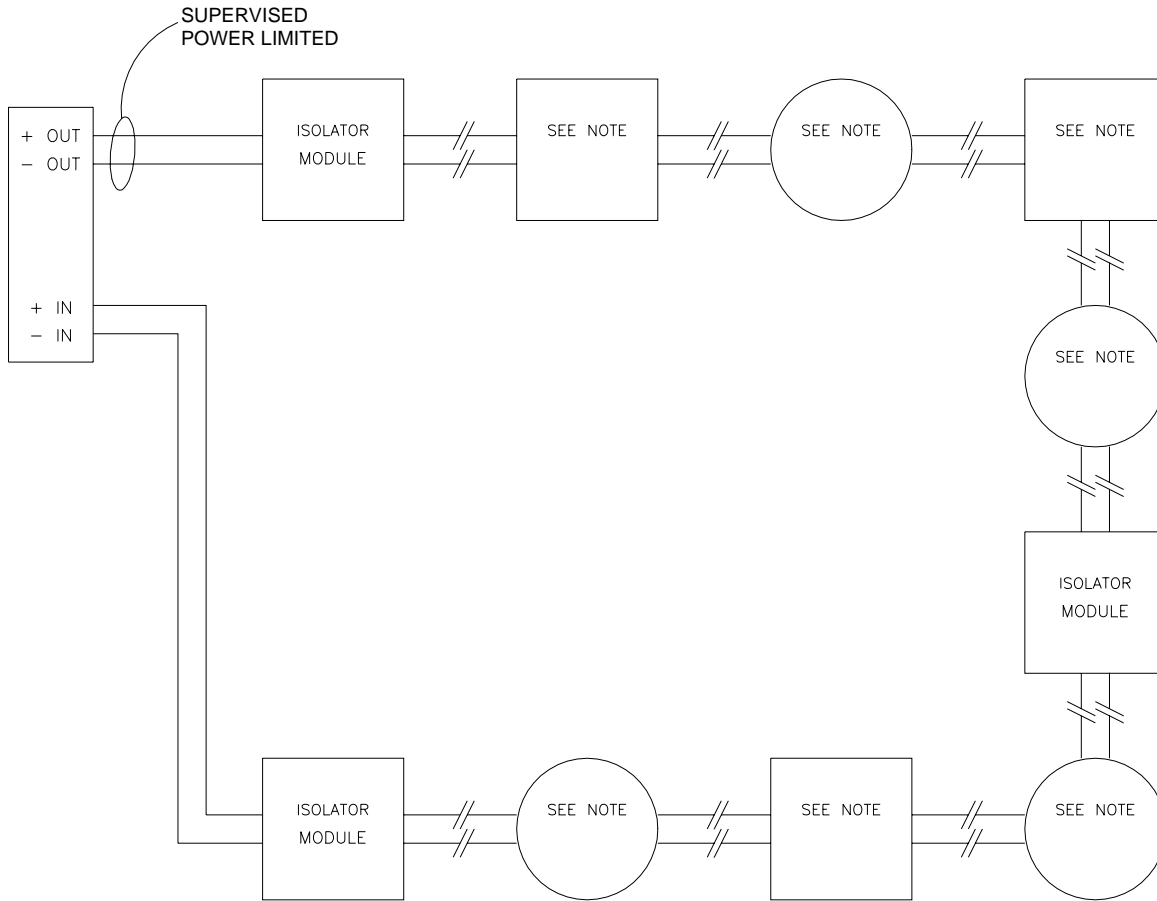 SUPERVISED
POWER LIMITED
+ OUT
− OUT
ISOLATOR
MODULE
SEE NOTE
SEE NOTE
SEE NOTE
+ IN
− IN
SEE NOTE
ISOLATOR
MODULE
ISOLATOR
MODULE
SEE NOTE
SEE NOTE
SEE NOTE